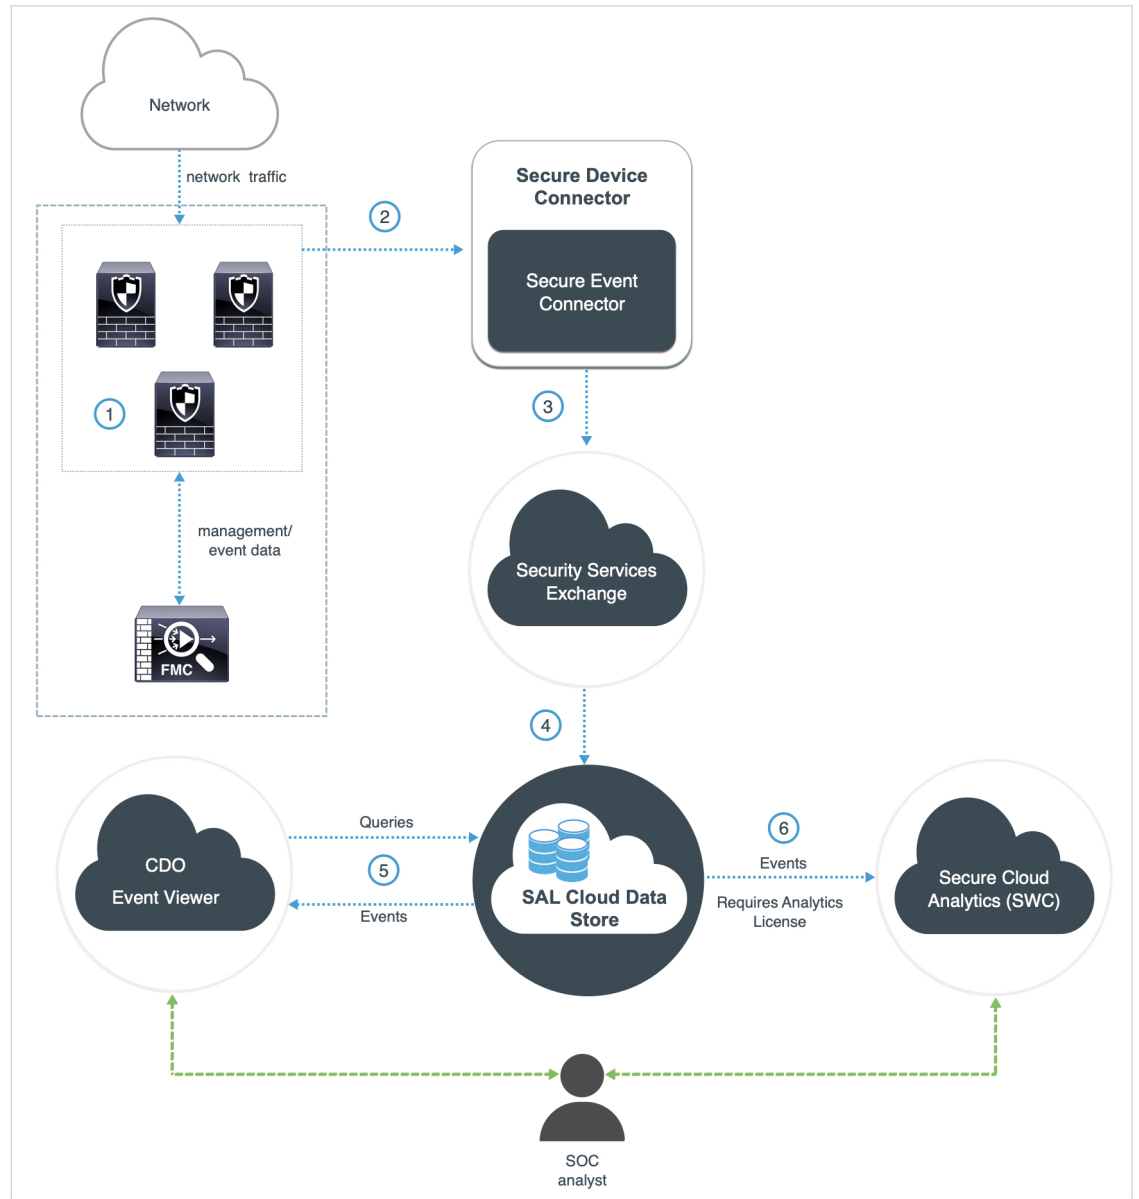 Network
network traffic
2
Secure Device
Connector
Secure Event
Connector
1
3
management/
event data
Security Services
Exchange
FMC
4
Queries
6
CDO
Event Viewer
5
Events
SAL Cloud Data
Store
Events
Requires Analytics
License
Secure Cloud
Analytics (SWC)
SOC
analyst